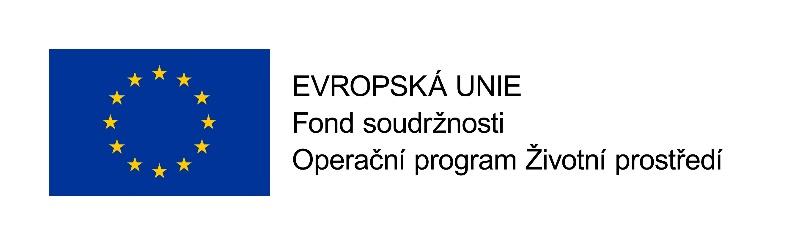 EVROPSKÁ UNIE
Fond soudržnosti
Operační program Životní prostředí